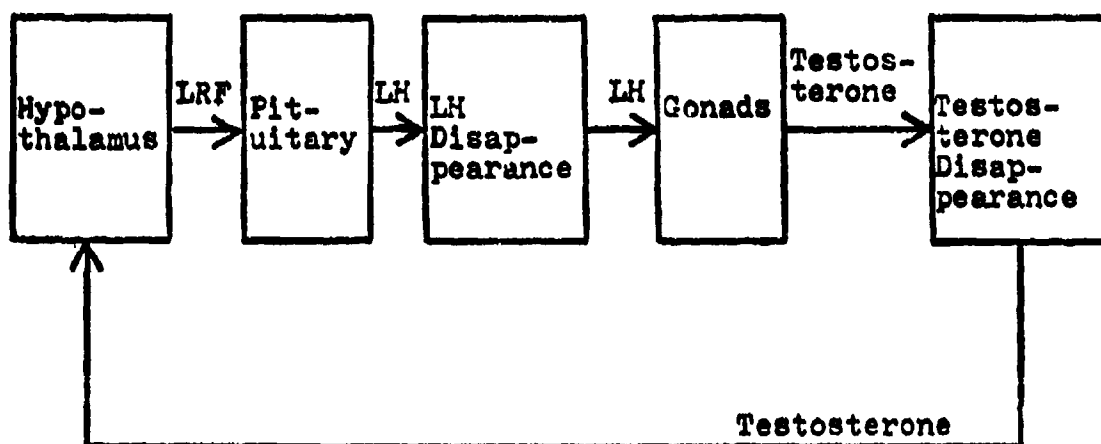 Hypo-
thalamus
LRF
Pit-
uitary
LH
LH
Disap-
pearance
LH
Gonads
Testos-
terone
Testos-
terone
Disap-
pearance
Testosterone